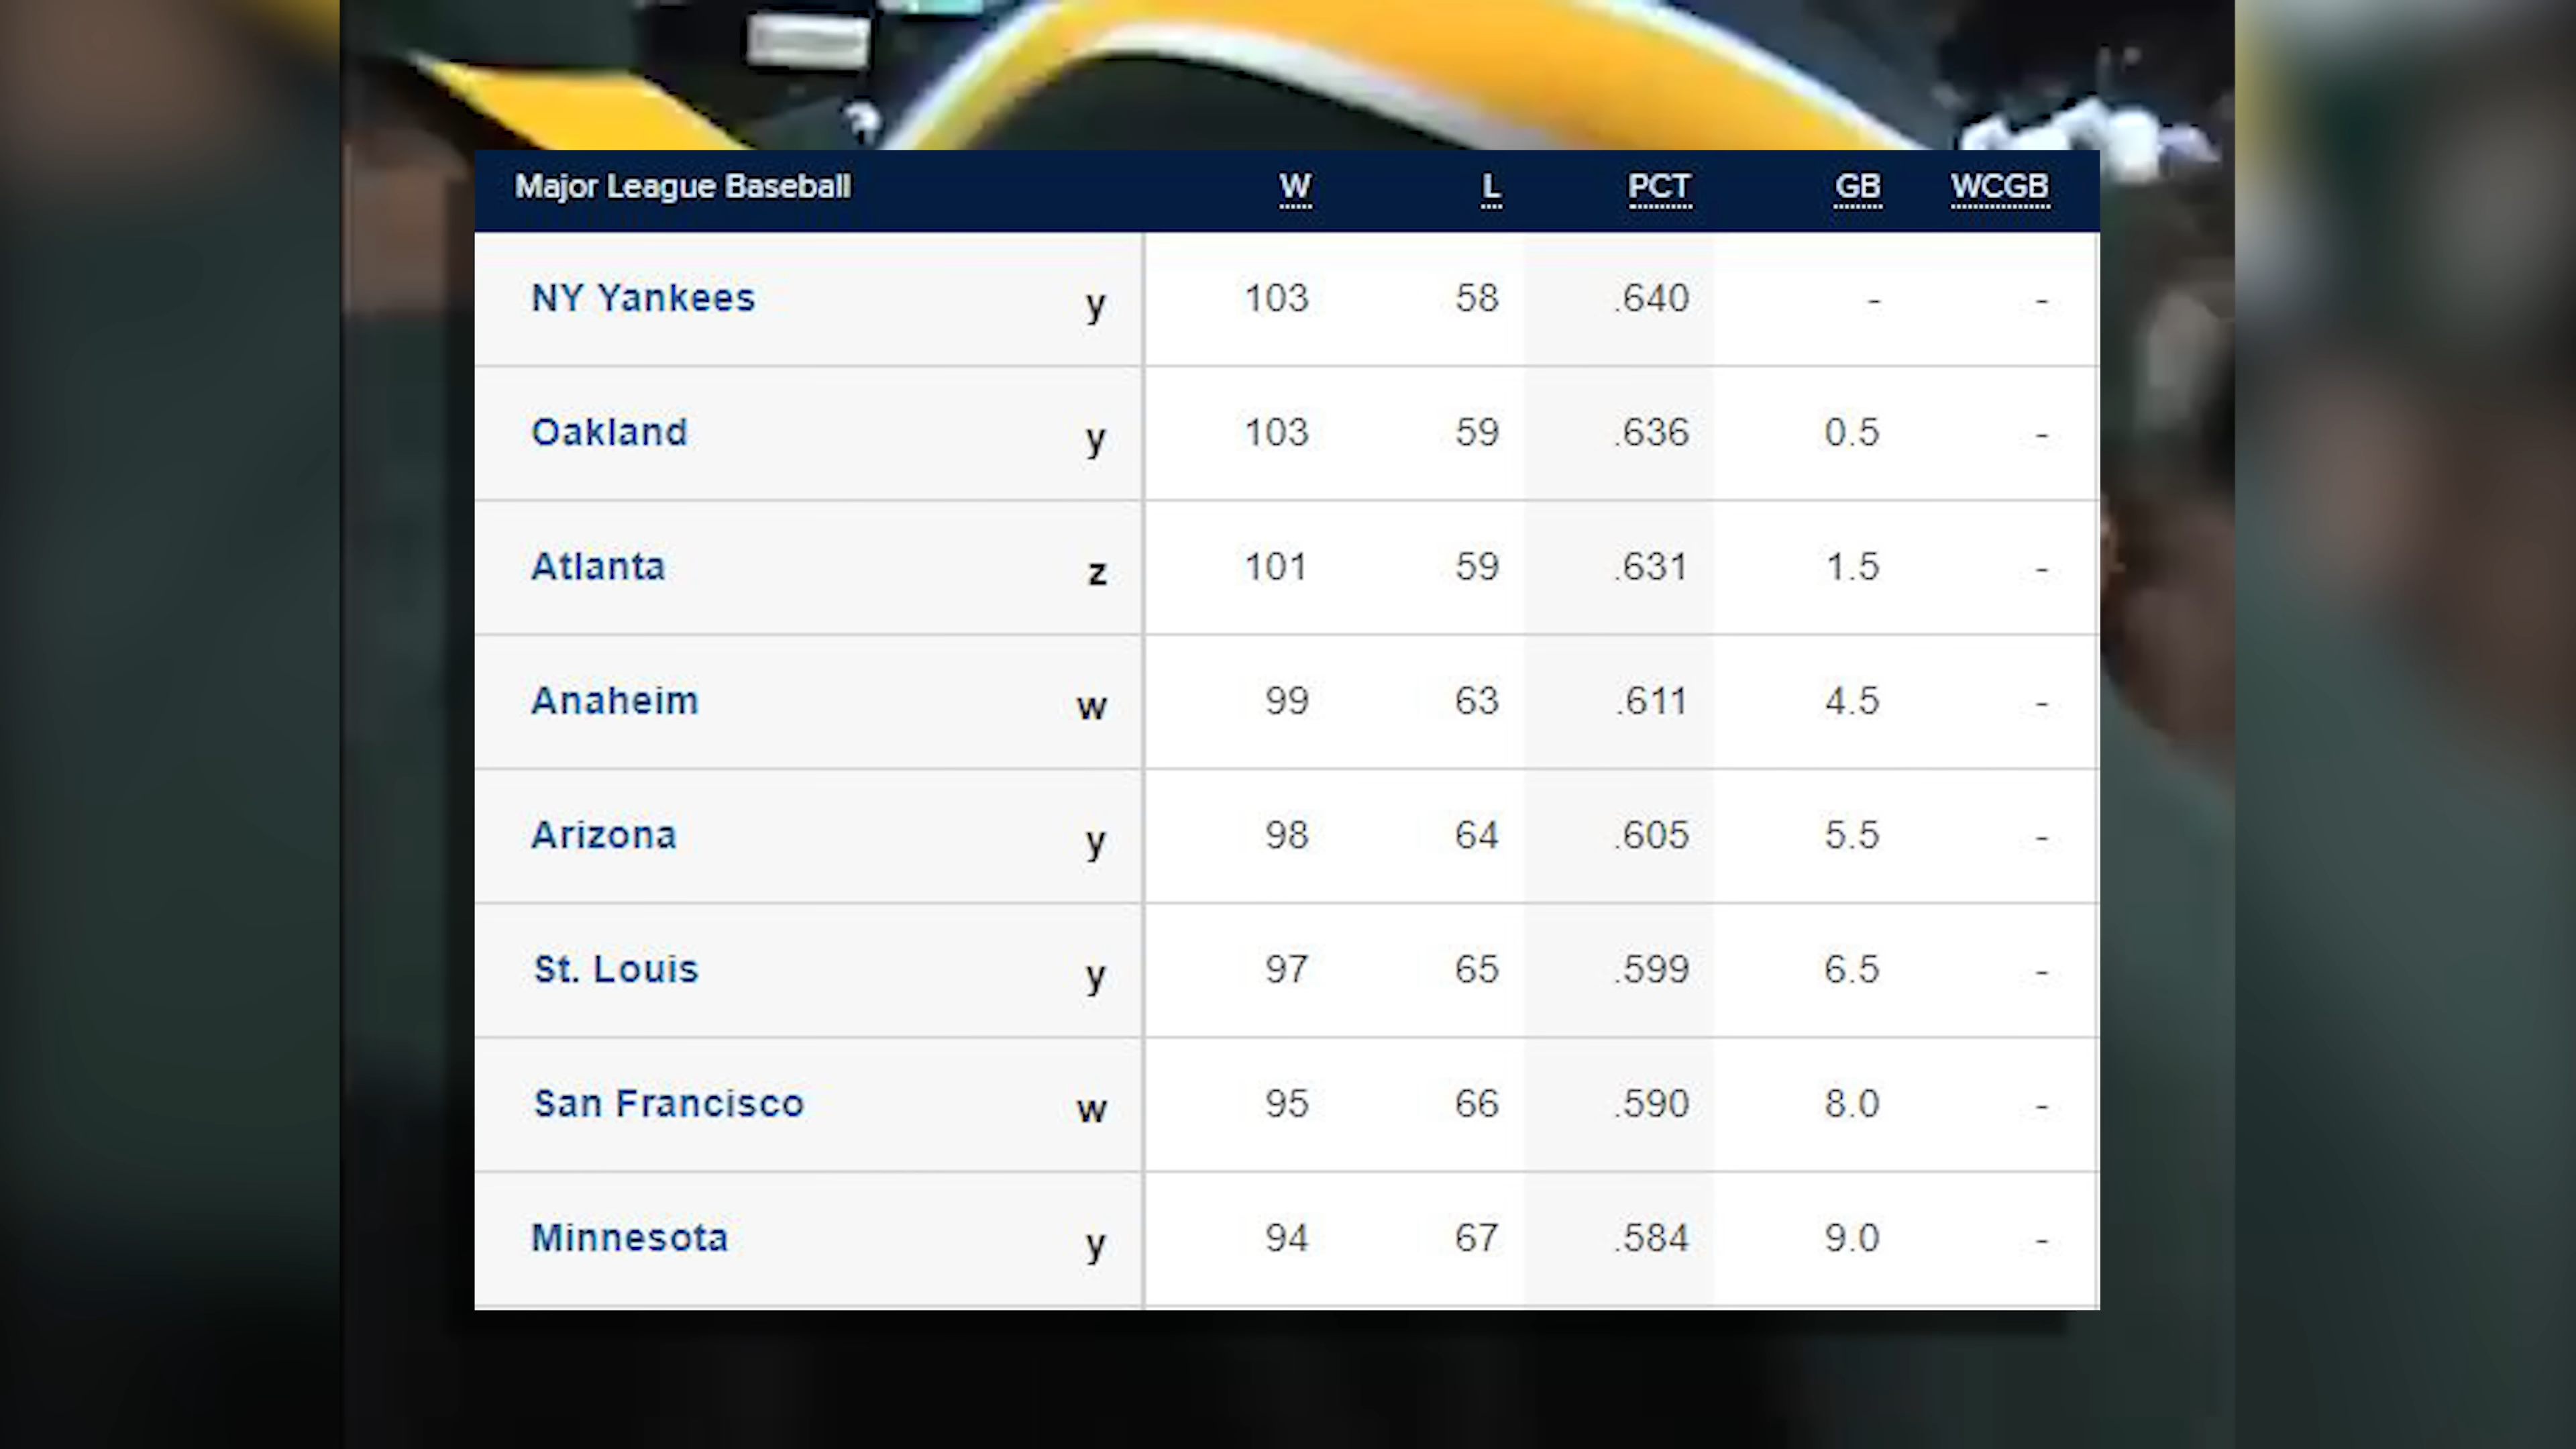 Major League Baseball W L PCT GB WCGB
NY Yankees y 103 58 .640 - -
Oakland y 103 59 .636 0.5 -
Atlanta z 101 59 .631 1.5 -
Anaheim w 99 63 .611 4.5 -
Arizona y 98 64 .605 5.5 -
St. Louis y 97 65 .599 6.5 -
San Francisco w 95 66 .590 8.0 -
Minnesota y 94 67 .584 9.0 -